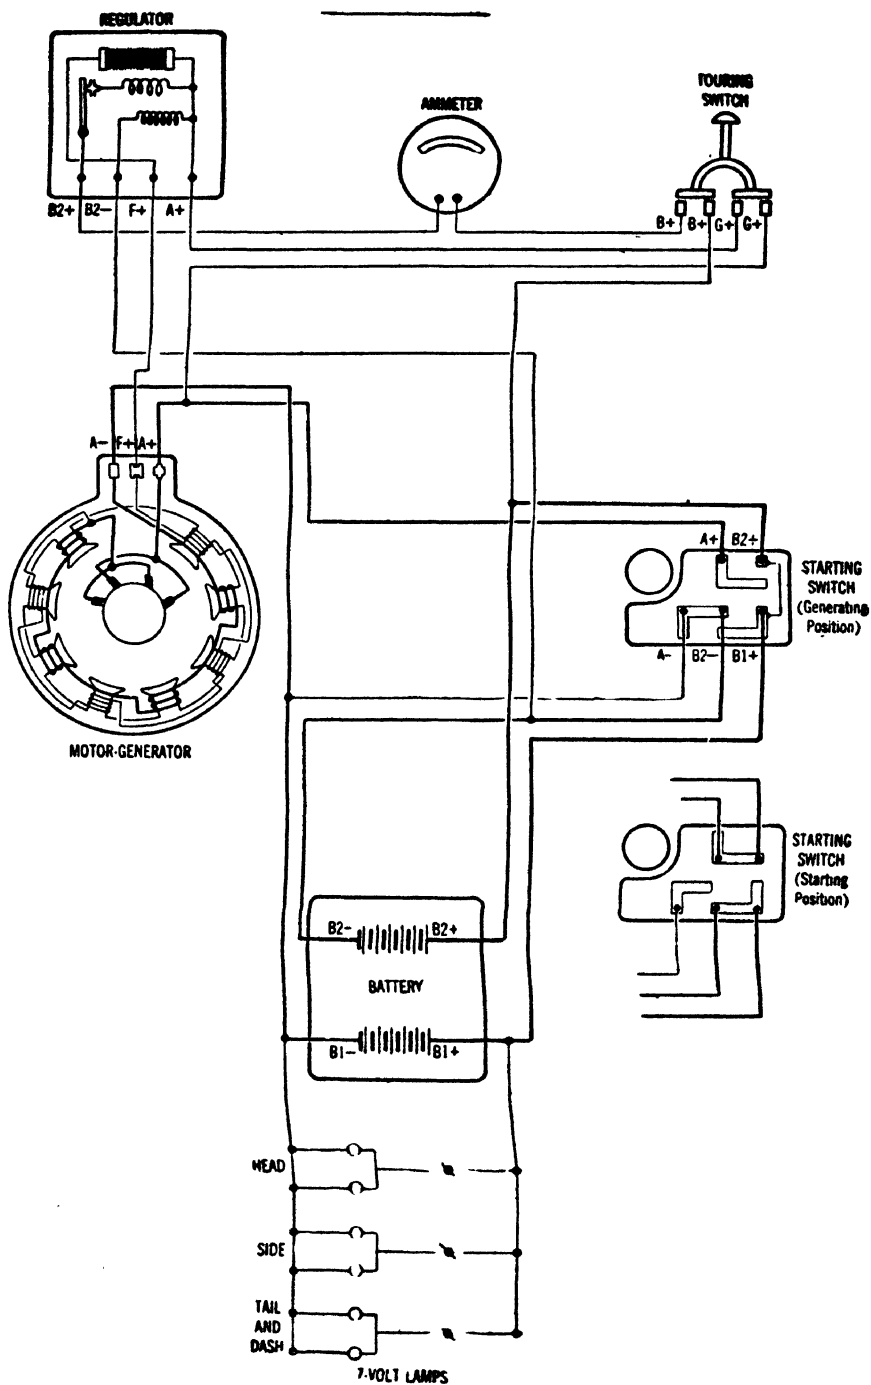 REGULATOR
B2+ B2- F+ A+
AMMETER
TOURING
SWITCH
B+ B+ G+ G+
A- F+ A+
MOTOR-GENERATOR
A+ B2+
A- B2- B1+
STARTING
SWITCH
(Generating
Position)
STARTING
SWITCH
(Starting
Position)
B2- B2+
BATTERY
B1- B1+
HEAD
SIDE
TAIL
AND
DASH
7-VOLT LAMPS